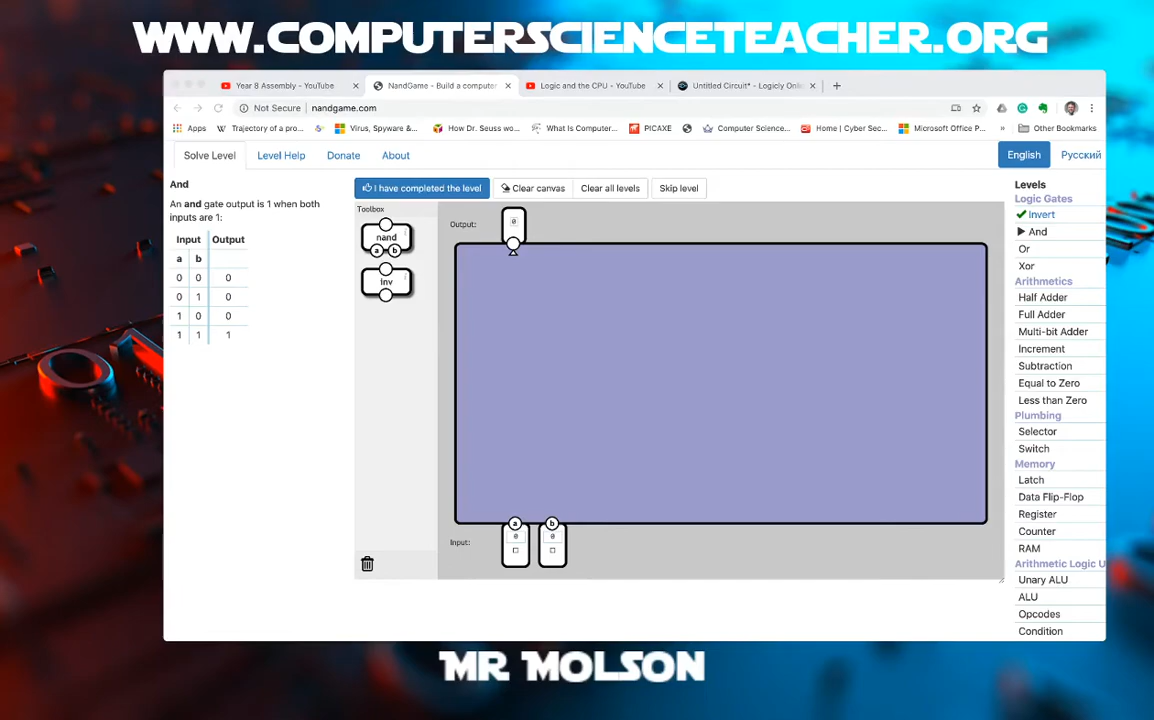 WWW.COMPUTERSCIENCETEACHER.ORG
Year 8 Assembly - YouTube
NandGame - Build a computer
Logic and the CPU - YouTube
Untitled Circuit* - Logicly Onli
Not Secure
nandgame.com
Apps
Trajectory of a pro...
Virus, Spyware &...
How Dr. Seuss wo...
What Is Computer...
PICAXE
Computer Science...
Home | Cyber Sec...
Microsoft Office P...
»
Other Bookmarks
Solve Level
Level Help
Donate
About
English
Русский
And
An and gate output is 1 when both
inputs are 1:
Input Output
a b
0 0 0
0 1 0
1 0 0
1 1 1
I have completed the level
Clear canvas
Clear all levels
Skip level
Toolbox
nand
a b
inv
Output:
0
Input:
a b
0 0
Levels
Logic Gates
Invert
And
Or
Xor
Arithmetics
Half Adder
Full Adder
Multi-bit Adder
Increment
Subtraction
Equal to Zero
Less than Zero
Plumbing
Selector
Switch
Memory
Latch
Data Flip-Flop
Register
Counter
RAM
Arithmetic Logic U
Unary ALU
ALU
Opcodes
Condition
MR MOLSON